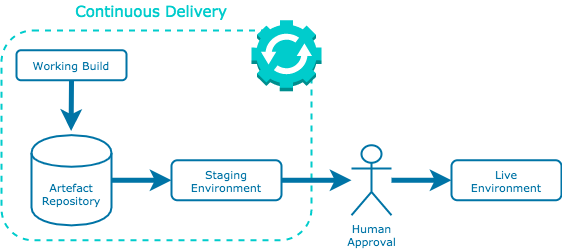 Continuous Delivery
Working Build
Artefact
Repository
Staging
Environment
Human
Approval
Live
Environment